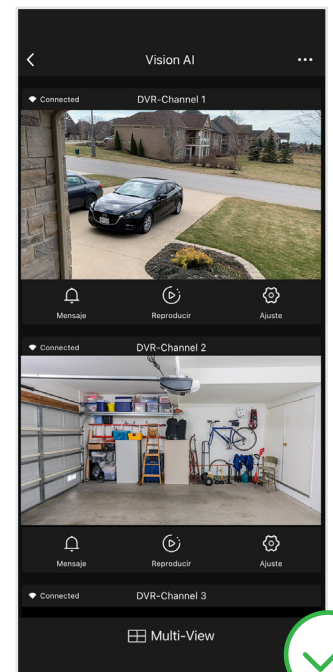 Vision AI
Connected DVR-Channel 1
Mensaje Reproducir Ajuste
Connected DVR-Channel 2
Mensaje Reproducir Ajuste
Connected DVR-Channel 3
Multi-View